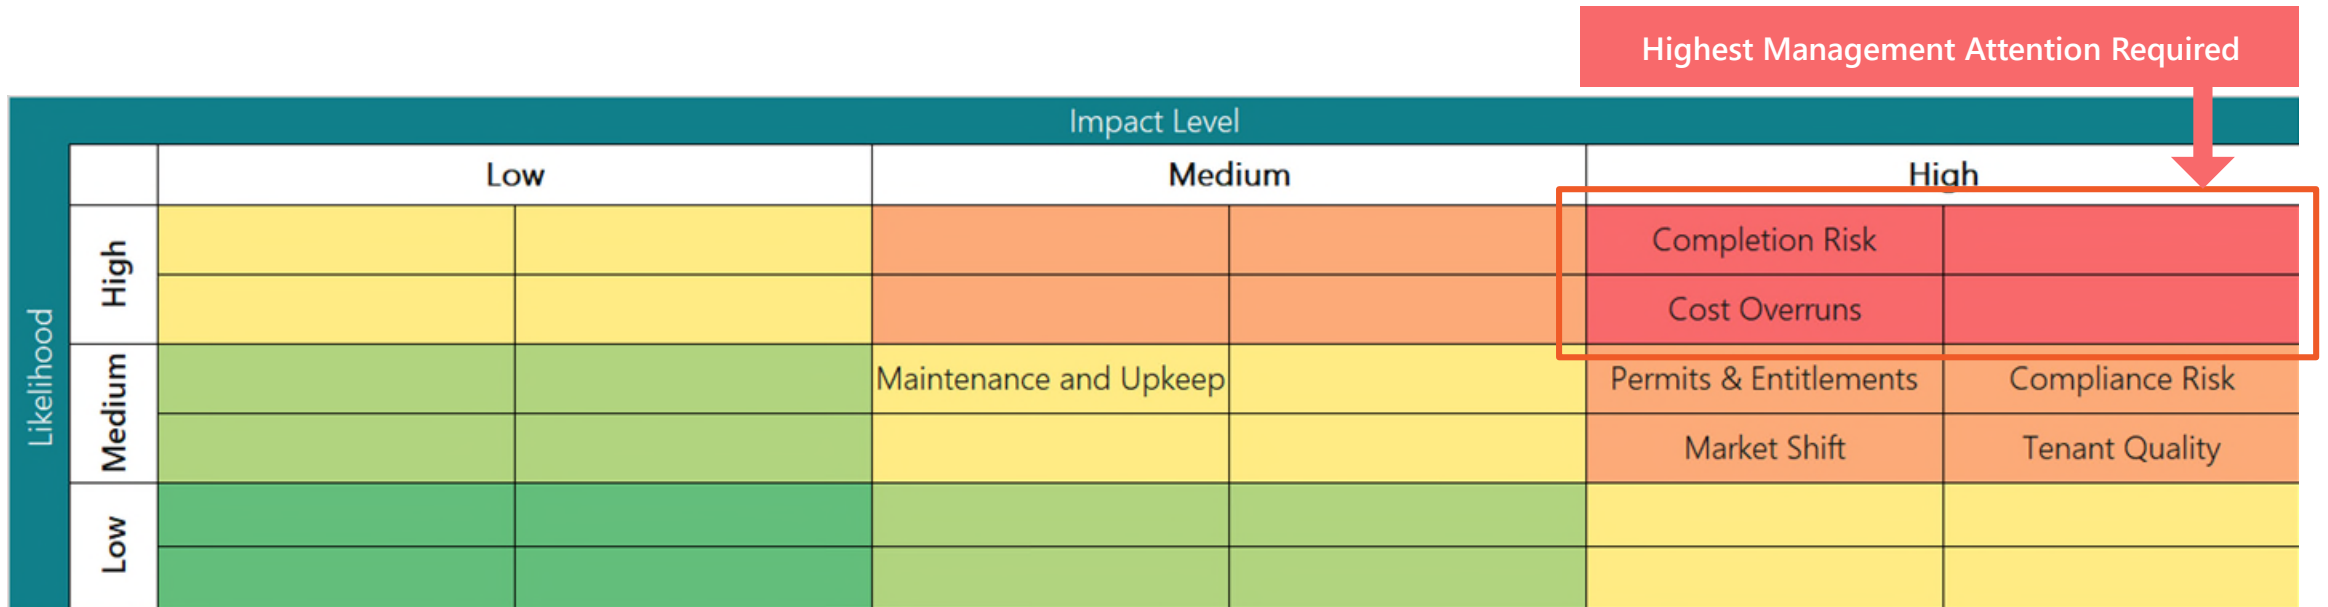 Highest Management Attention Required
Impact Level
Low Medium High
Likelihood
High
Completion Risk
Cost Overruns
Medium
Maintenance and Upkeep Permits & Entitlements Compliance Risk
Market Shift Tenant Quality
Low